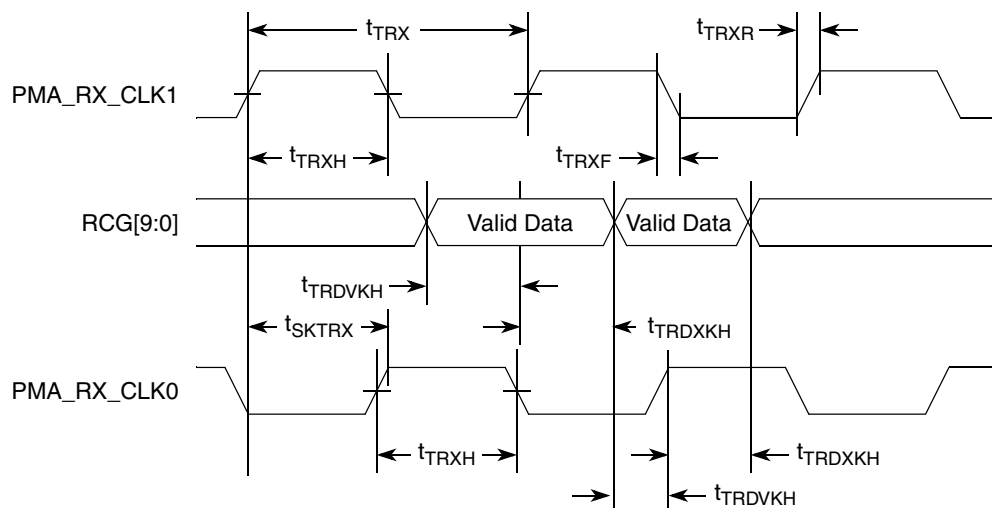 tTRX
tTRXR
PMA_RX_CLK1
tTRXH
tTRXF
RCG[9:0]
Valid Data
Valid Data
tTRDVKH
tSKTRX
tTRDXKH
PMA_RX_CLK0
tTRXH
tTRDXKH
tTRDVKH